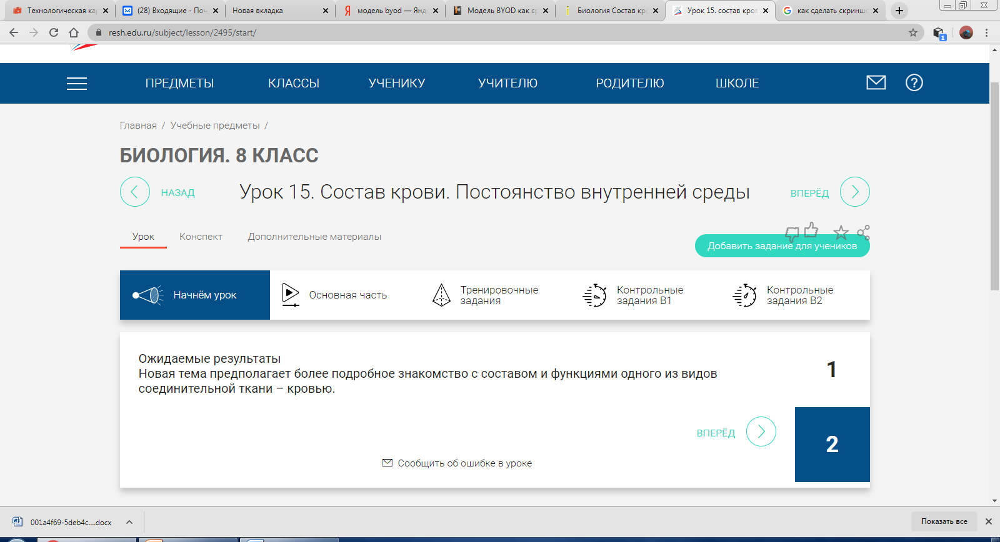 Технологическая ка
(28) Входящие - Поч
Новая вкладка
модель byod — Янд
Модель BYOD как ср
Биология Состав кро
Урок 15. состав кров
как сделать скриншо
resh.edu.ru/subject/lesson/2495/start/
1
ПРЕДМЕТЫ КЛАССЫ УЧЕНИКУ УЧИТЕЛЮ РОДИТЕЛЮ ШКОЛЕ ?
Главная / Учебные предметы /
БИОЛОГИЯ. 8 КЛАСС
НАЗАД
Урок 15. Состав крови. Постоянство внутренней среды
ВПЕРЁД
Урок Конспект Дополнительные материалы
Добавить задание для учеников
Начнём урок
Основная часть
Тренировочные
задания
Контрольные
задания В1
Контрольные
задания В2
Ожидаемые результаты
Новая тема предполагает более подробное знакомство с составом и функциями одного из видов
соединительной ткани – кровью.
1
ВПЕРЁД
2
Сообщить об ошибке в уроке
001a4f69-5deb4c....docx
Показать все